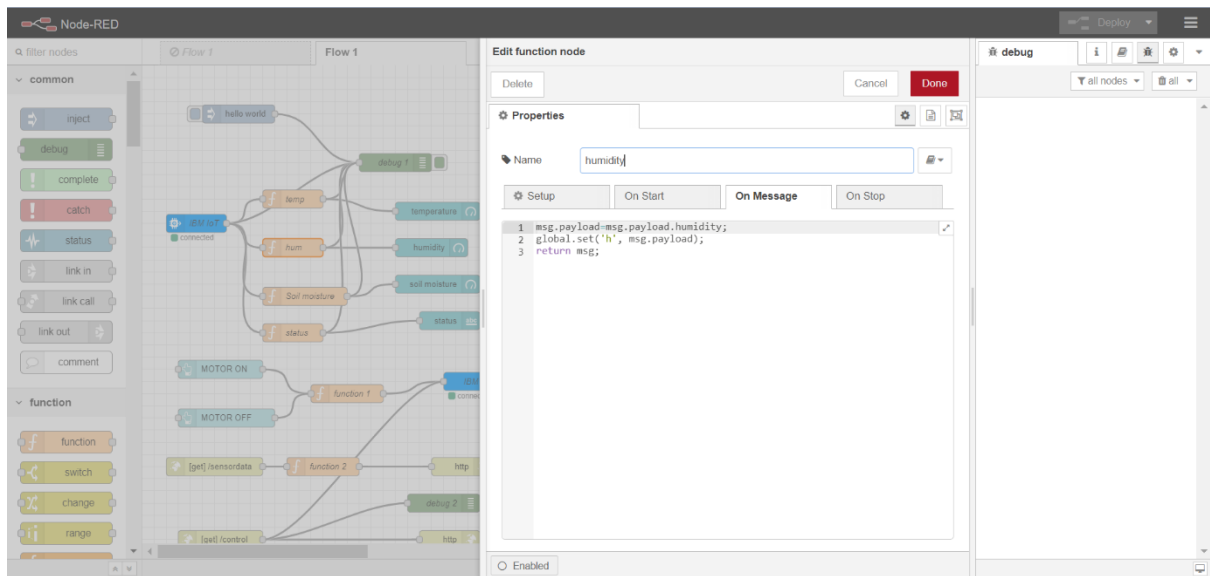 Node-RED
Deploy
filter nodes
Flow 1
Flow 1
Edit function node
debug
i
common
Delete
Cancel
Done
all nodes
all
inject
hello world
Properties
debug
debug 1
Name
humidity
complete
temp
temperature
Setup
On Start
On Message
On Stop
catch
IBM IoT
connected
1 msg.payload=msg.payload.humidity;
2 global.set('h', msg.payload);
3 return msg;
status
hum
humidity
link in
Soil moisture
soil moisture
link call
status
status
link out
comment
MOTOR ON
IBM
function 1
function
MOTOR OFF
function
switch
[get] /sensordata
function 2
http
change
debug 2
range
[get] /control
http
Enabled